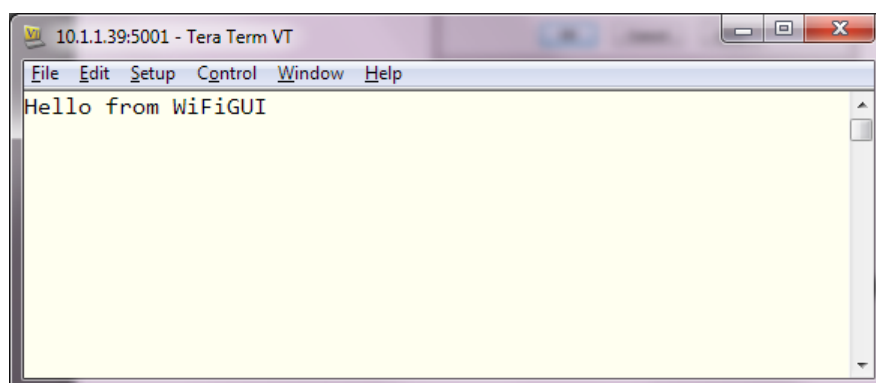 10.1.1.39:5001 - Tera Term VT
File Edit Setup Control Window Help
Hello from WiFiGUI